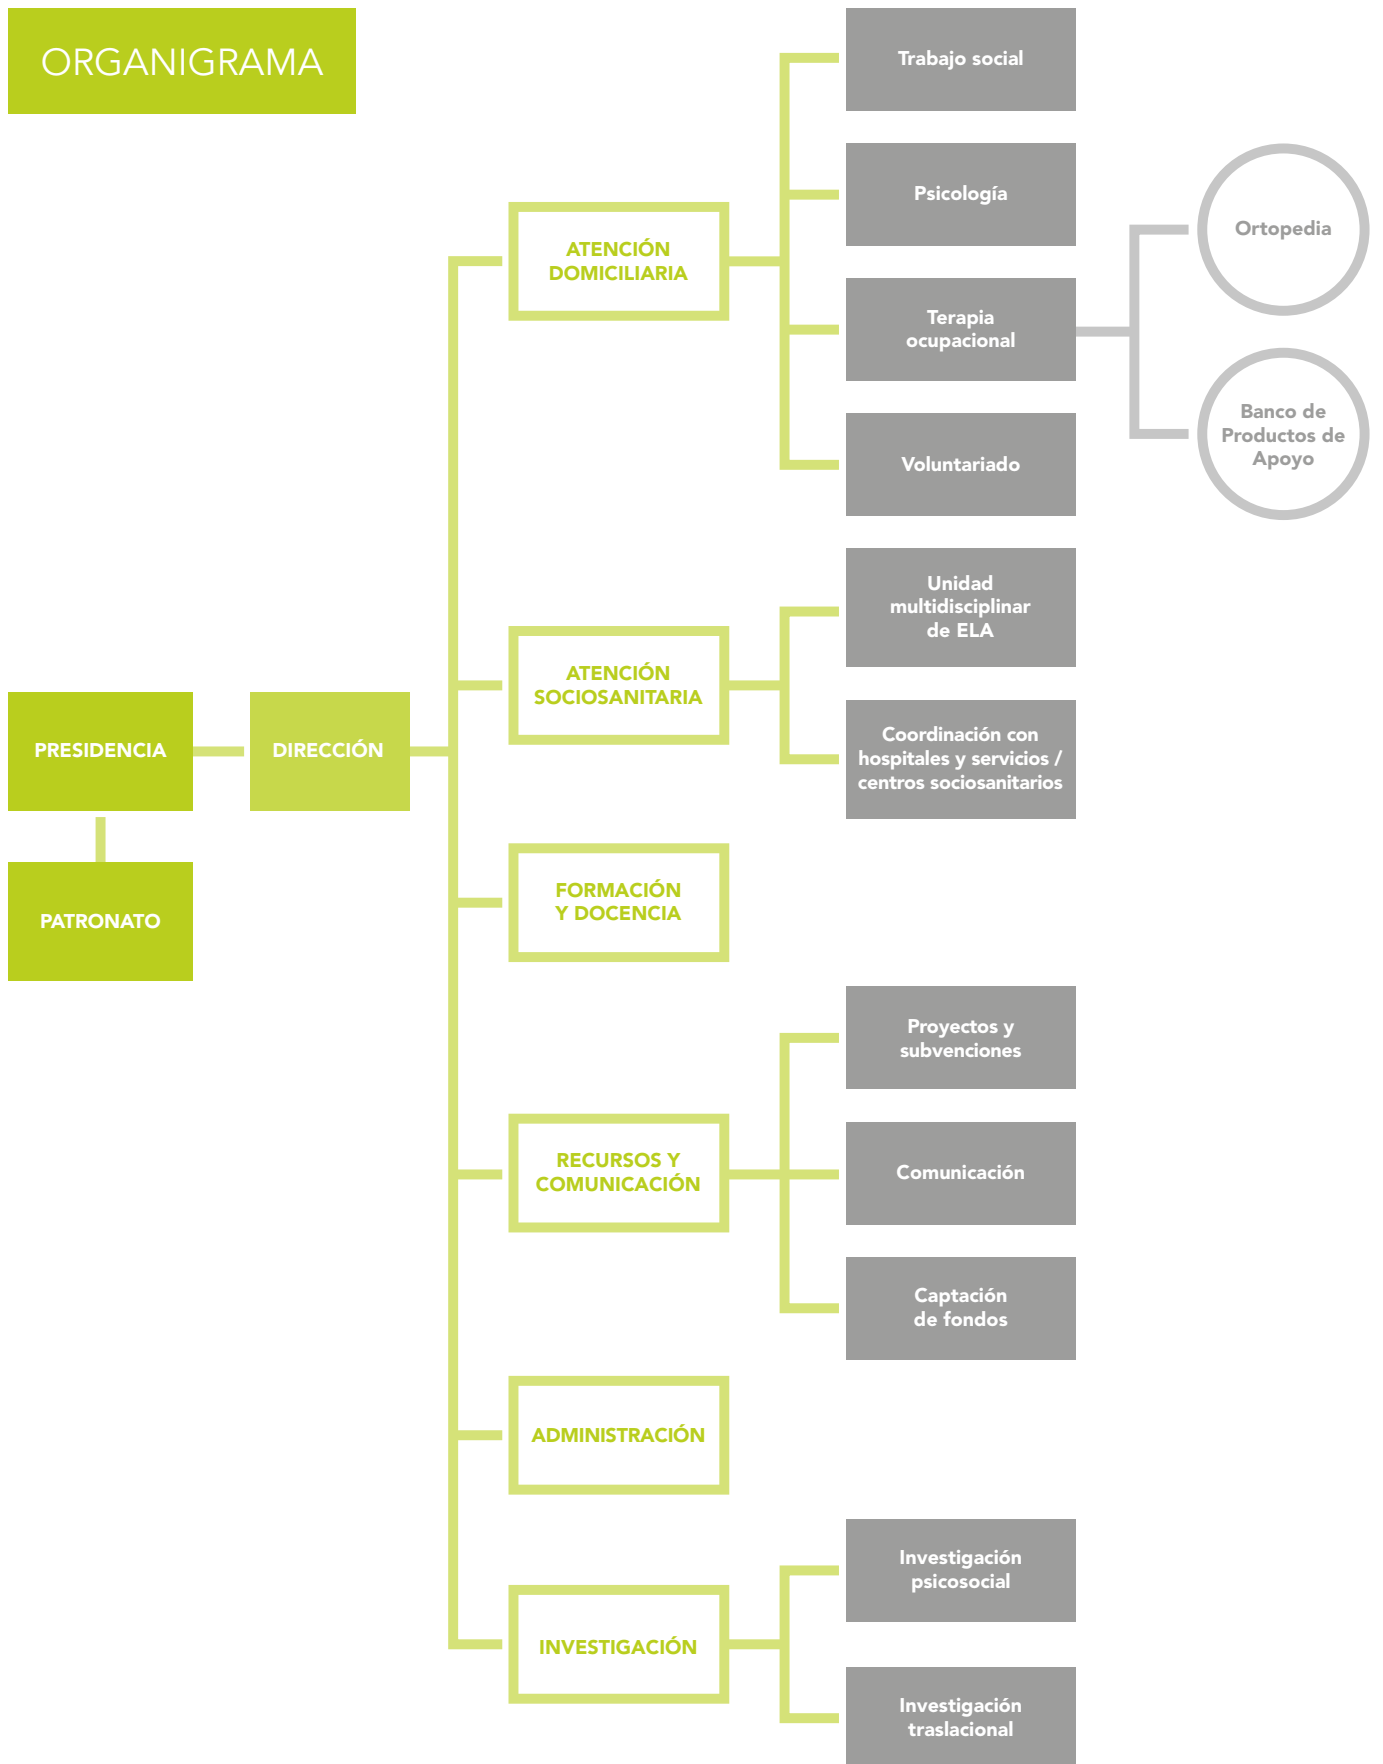 ORGANIGRAMA
PRESIDENCIA
DIRECCIÓN
PATRONATO
ATENCIÓN
DOMICILIARIA
Trabajo social
Psicología
Terapia
ocupacional
Ortopedia
Banco de
Productos de
Apoyo
Voluntariado
ATENCIÓN
SOCIOSANITARIA
Unidad
multidisciplinar
de ELA
Coordinación con
hospitales y servicios /
centros sociosanitarios
FORMACIÓN
Y DOCENCIA
RECURSOS Y
COMUNICACIÓN
Proyectos y
subvenciones
Comunicación
Captación
de fondos
ADMINISTRACIÓN
INVESTIGACIÓN
Investigación
psicosocial
Investigación
traslacional